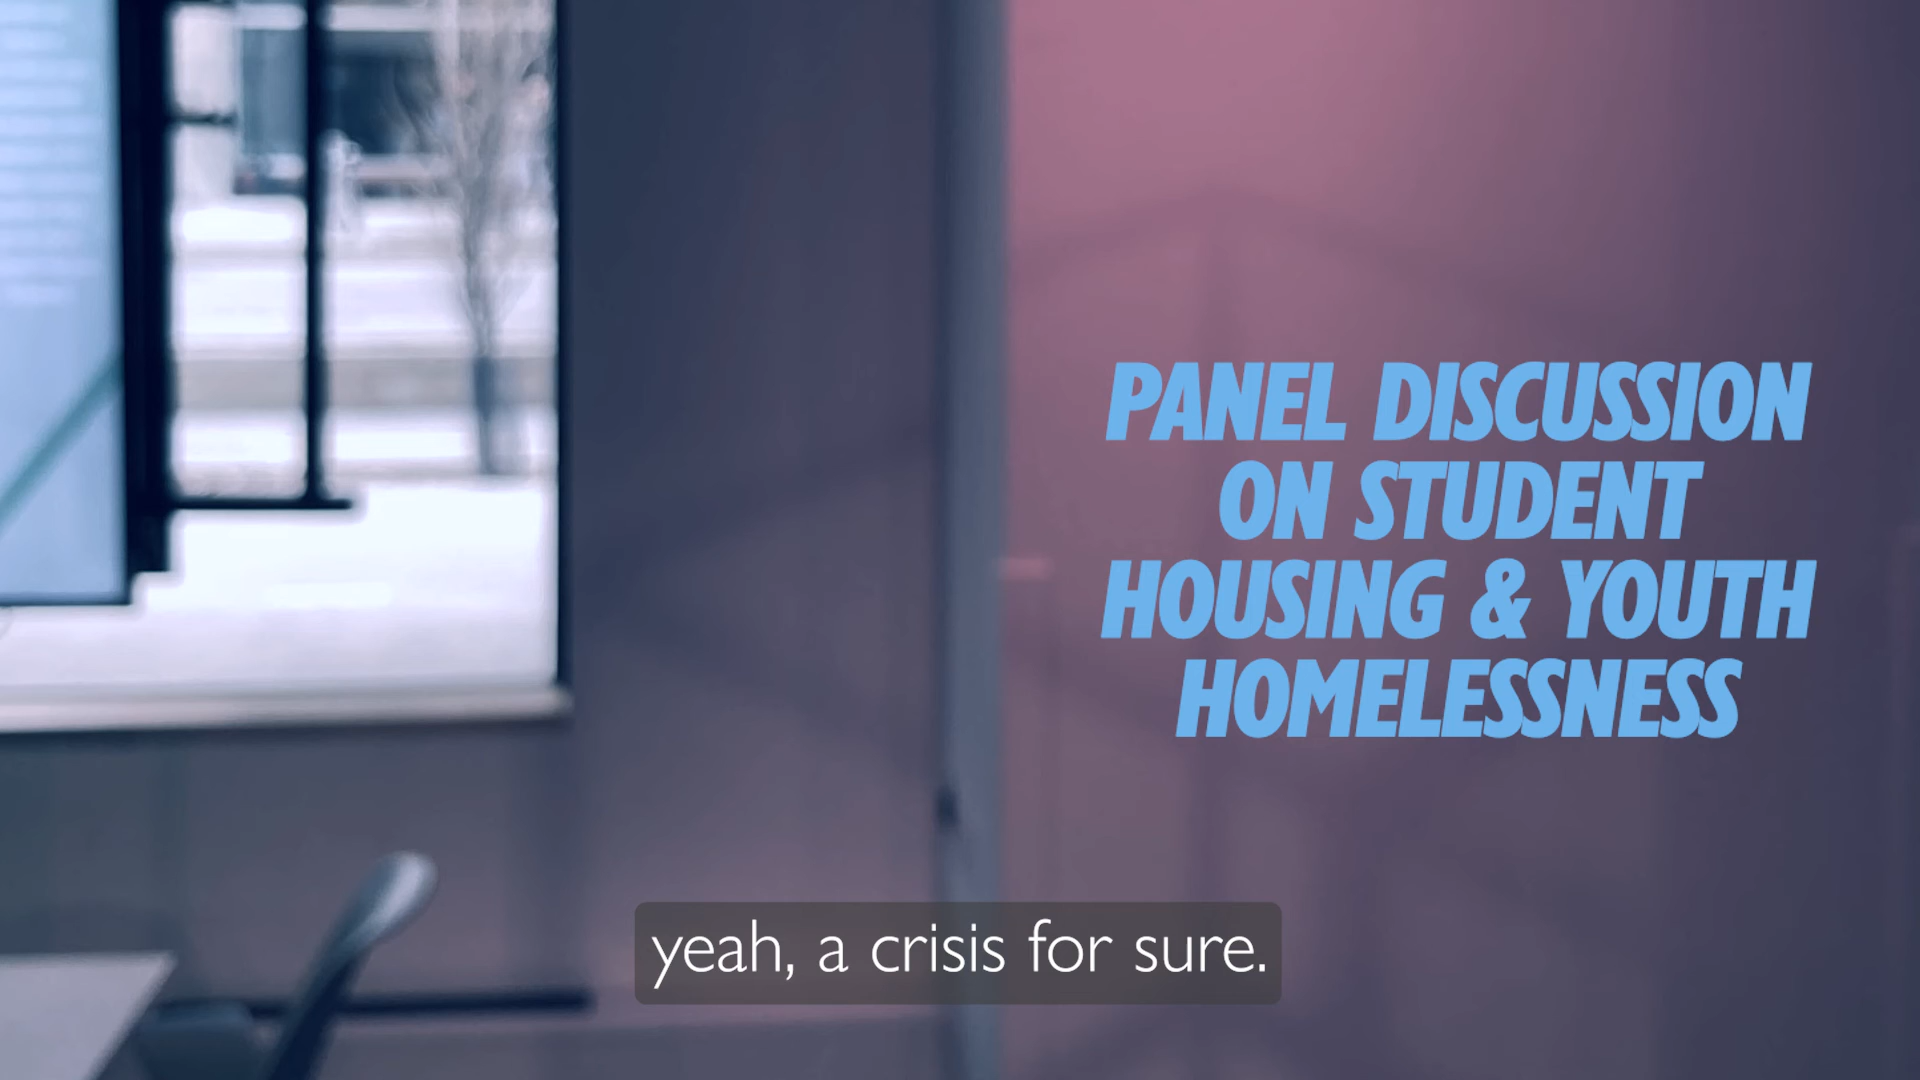 PANEL DISCUSSION
ON STUDENT
HOUSING & YOUTH
HOMELESSNESS
yeah, a crisis for sure.